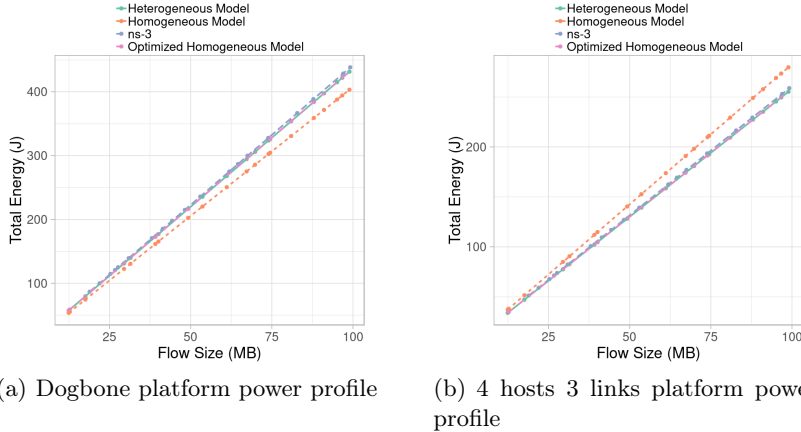 Heterogeneous Model
Homogeneous Model
ns-3
Optimized Homogeneous Model
Total Energy (J)
400
300
200
100
25
50
75
100
Flow Size (MB)
(a) Dogbone platform power profile
Heterogeneous Model
Homogeneous Model
ns-3
Optimized Homogeneous Model
Total Energy (J)
200
100
25
50
75
100
Flow Size (MB)
(b) 4 hosts 3 links platform
profile